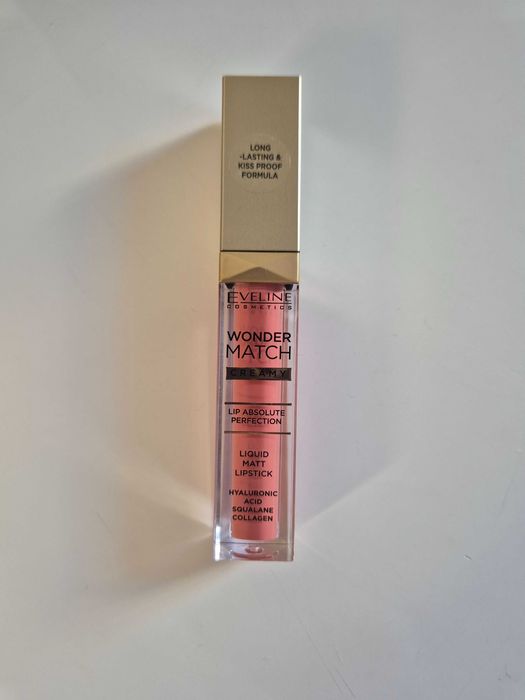 LONG
-LASTING &
KISS PROOF
FORMULA
EVELINE
COSMETICS
WONDER
MATCH
CREAMY
LIP ABSOLUTE
PERFECTION
LIQUID
MATT
LIPSTICK
HYALURONIC
ACID
SQUALANE
COLLAGEN